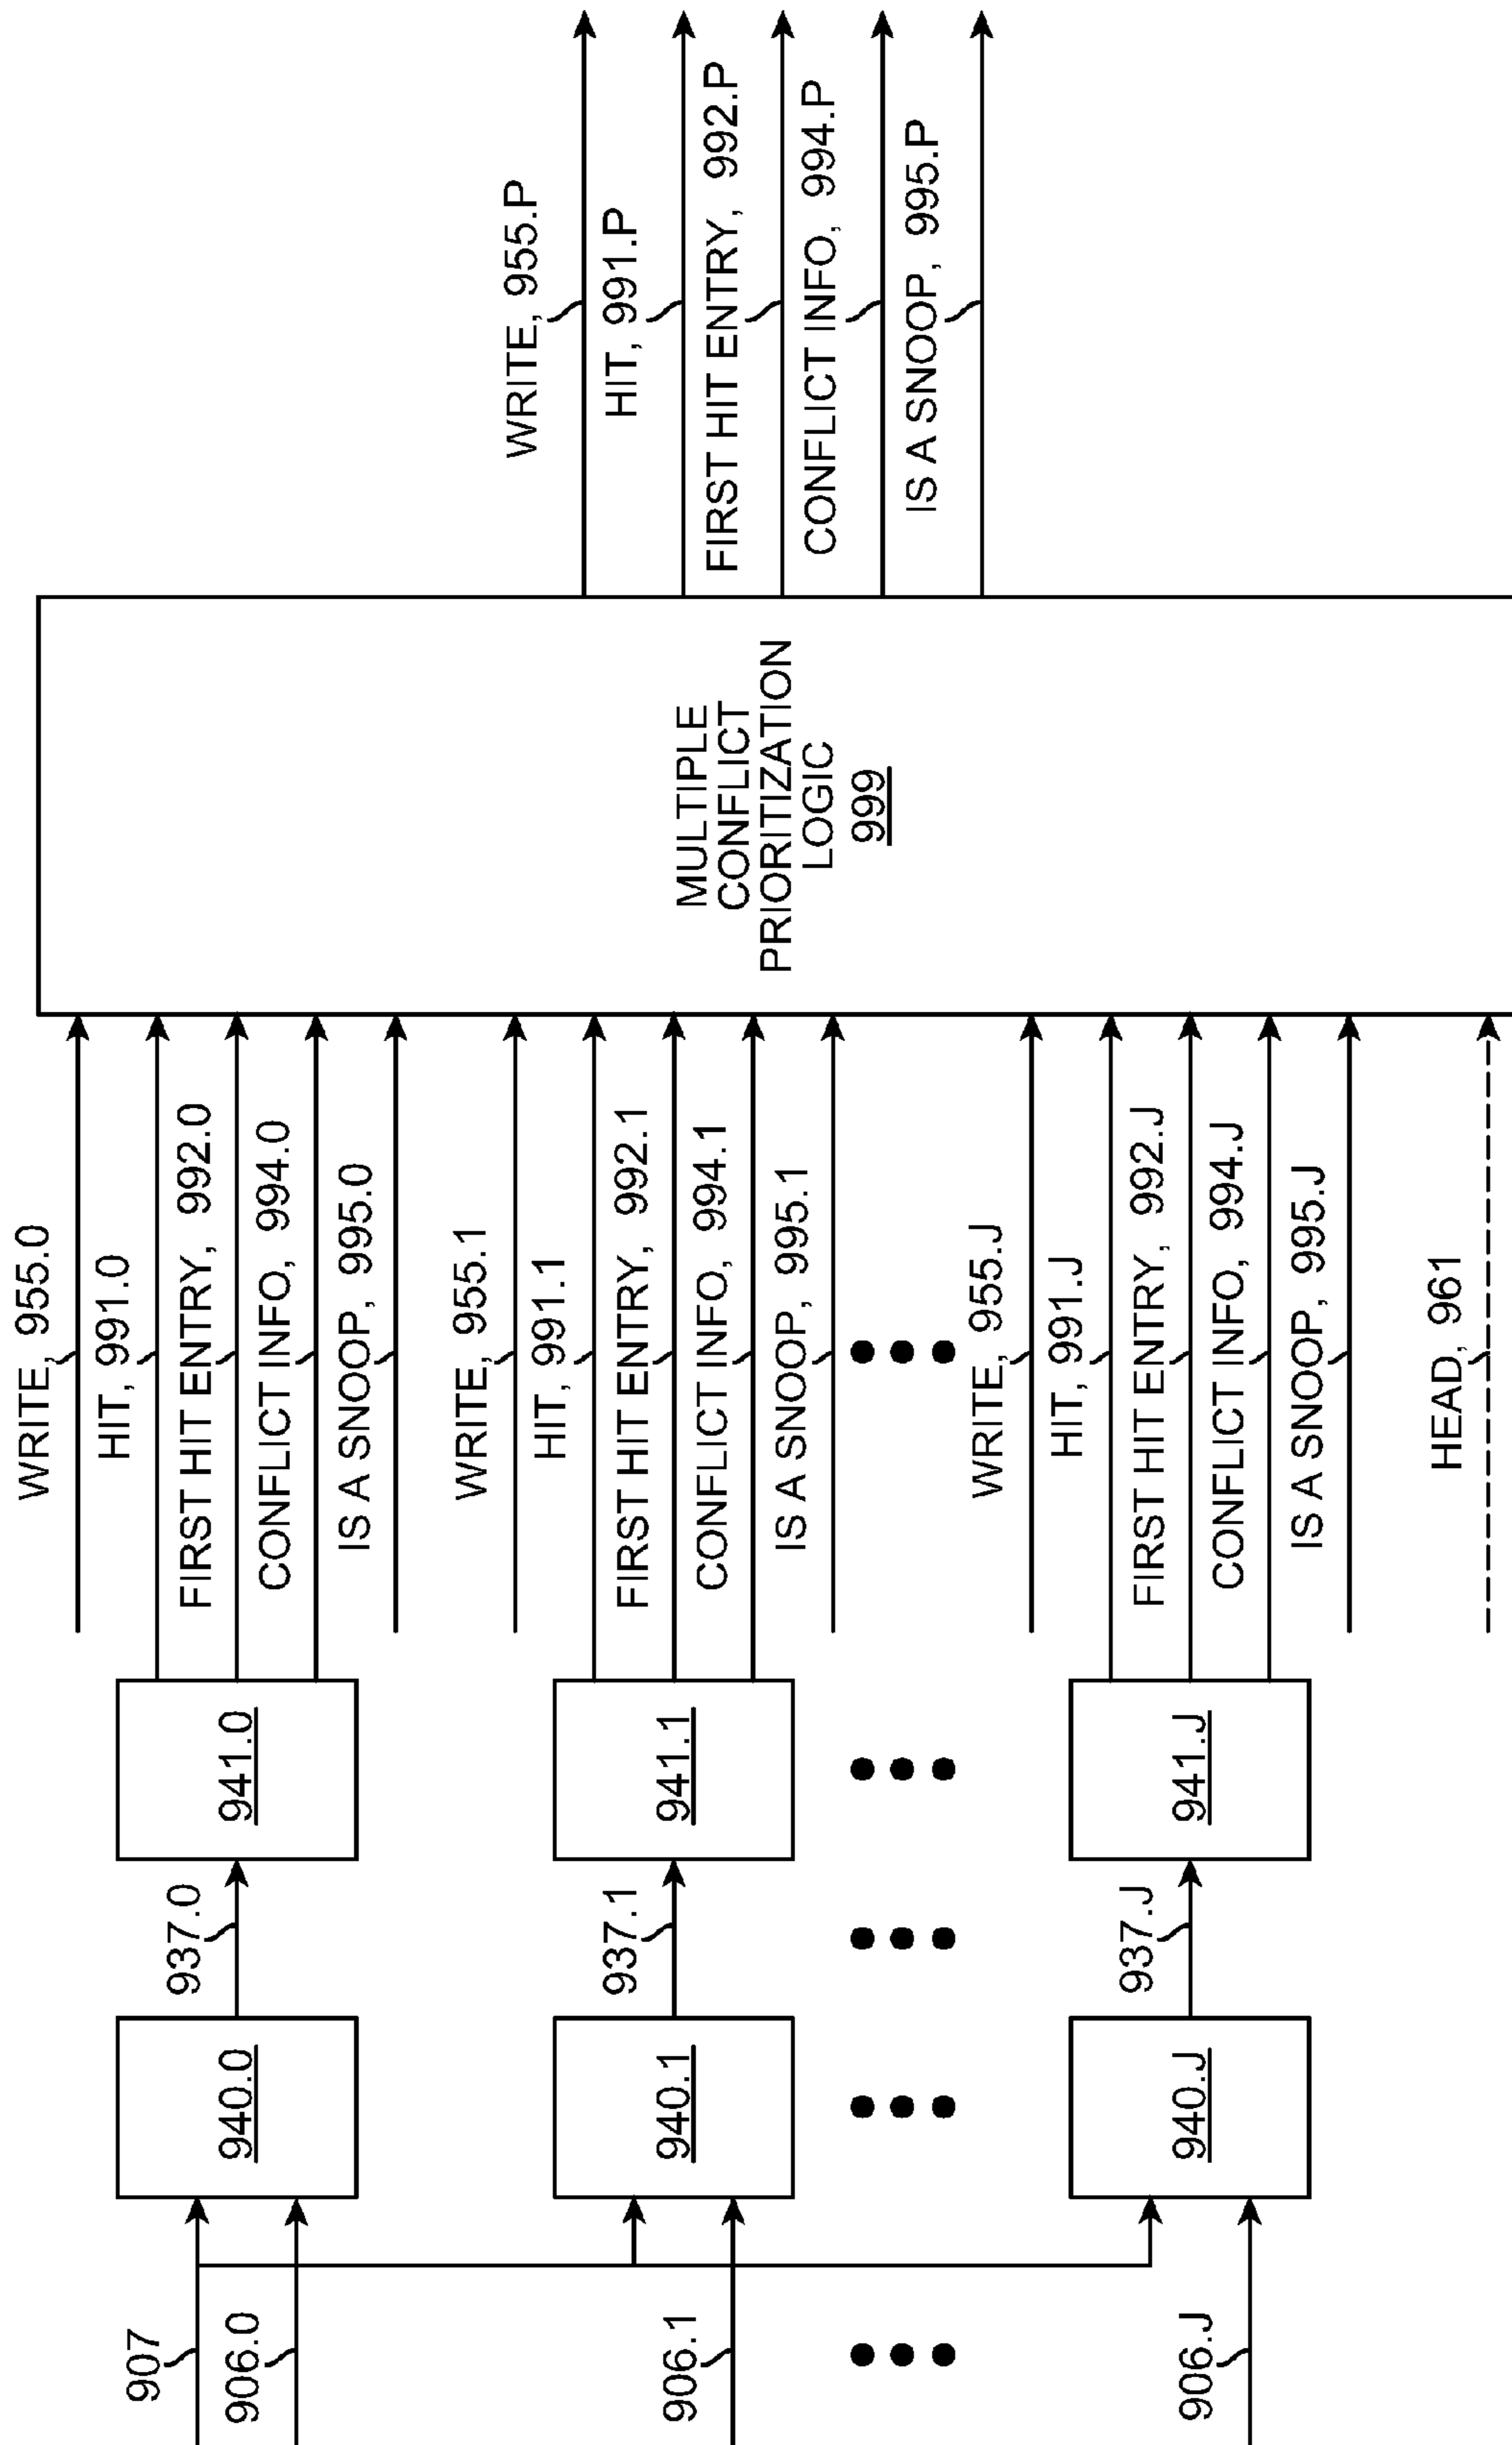 907
906.0
906.1
906.J
940.0
940.1
940.J
937.0
937.1
937.J
941.0
941.1
941.J
WRITE, 955.0
HIT, 991.0
FIRST HIT ENTRY, 992.0
CONFLICT INFO, 994.0
IS A SNOOP, 995.0
WRITE, 955.1
HIT, 991.1
FIRST HIT ENTRY, 992.1
CONFLICT INFO, 994.1
IS A SNOOP, 995.1
WRITE, 955.J
HIT, 991.J
FIRST HIT ENTRY, 992.J
CONFLICT INFO, 994.J
IS A SNOOP, 995.J
HEAD, 961
MULTIPLE
CONFLICT
PRIORITIZATION
LOGIC
999
WRITE, 955.P
HIT, 991.P
FIRST HIT ENTRY, 992.P
CONFLICT INFO, 994.P
IS A SNOOP, 995.P